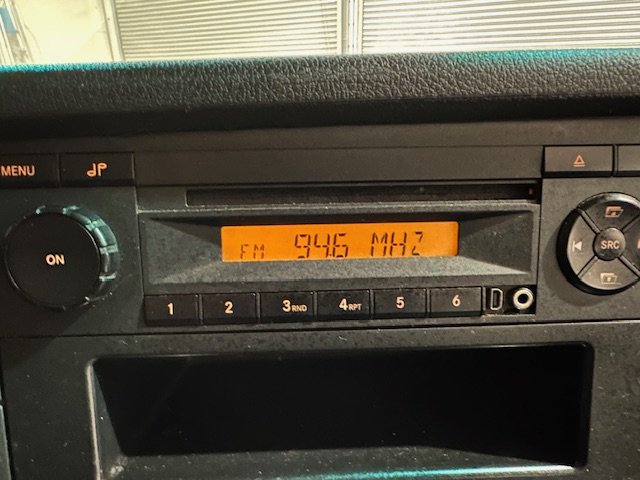 MENU
ON
FM 94.6 MHZ
1 2 3RND 4RPT 5 6
SRC